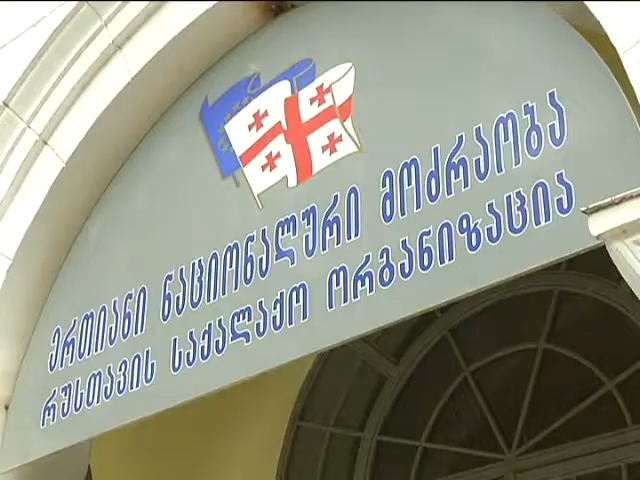 ერთიანი ნაციონალური მოძრაობა
რუსთავის საქალაქო ორგანიზაცია